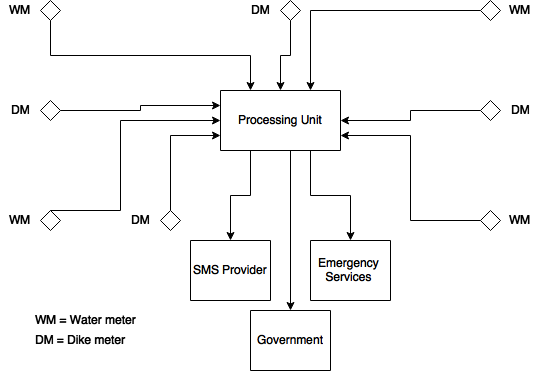 WM
DM
WM
DM
Processing Unit
DM
WM
DM
WM
SMS Provider
Emergency
Services
Government
WM = Water meter
DM = Dike meter